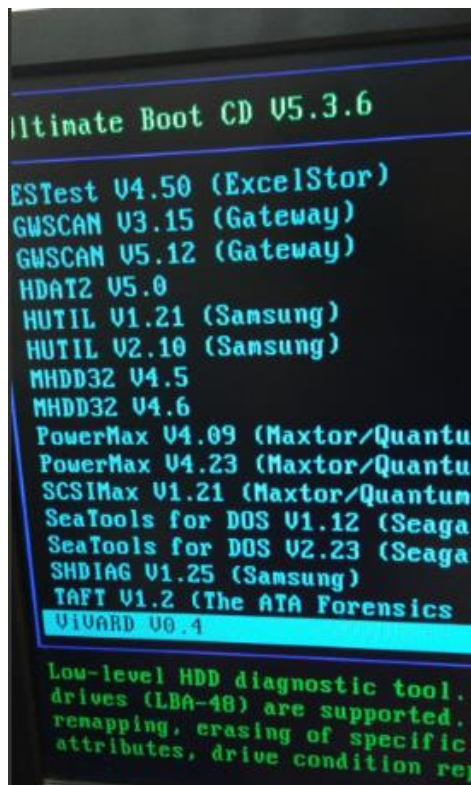 ltimate Boot CD V5.3.6
ESTest V4.50 (ExcelStor)
GWSCAN V3.15 (Gateway)
GWSCAN V5.12 (Gateway)
HDAT2 V5.0
HUTIL V1.21 (Samsung)
HUTIL V2.10 (Samsung)
MHDD32 V4.5
MHDD32 V4.6
PowerMax V4.09 (Maxtor/Quantu
PowerMax V4.23 (Maxtor/Quantu
SCSIMax V1.21 (Maxtor/Quantum
SeaTools for DOS V1.12 (Seaga
SeaTools for DOS V2.23 (Seaga
SHDIAG V1.25 (Samsung)
TAFT V1.2 (The ATA Forensics
ViVARD V0.4
Low-level HDD diagnostic tool.
drives (LBA-48) are supported.
remapping, erasing of specific
attributes, drive condition rep